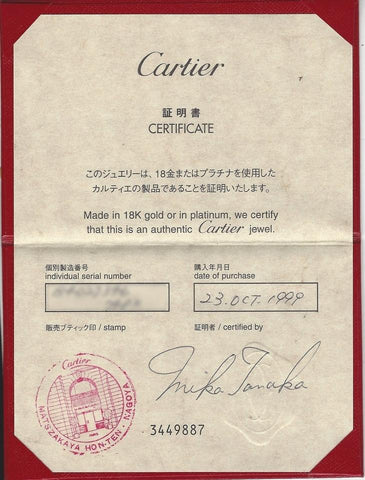 Cartier
証明書
CERTIFICATE
このジュエリーは、18金またはプラチナを使用した
カルティエの製品であることを証明いたします。
Made in 18K gold or in platinum, we certify
that this is an authentic Cartier jewel.
個別製造番号
individual serial number
購入年月日
date of purchase
23. OCT. 1999
販売ブティック印 / stamp
証明者 / certified by
Cartier
MATSZAKAYA HON-TEN・NAGOYA
Mika Tanaka
3449887